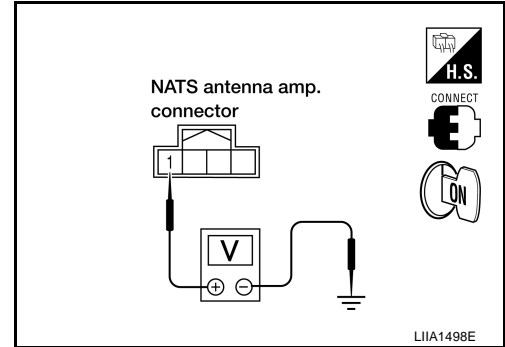 H.S.
NATS antenna amp.
connector
CONNECT
1
ON
V
+ −
LIIA1498E